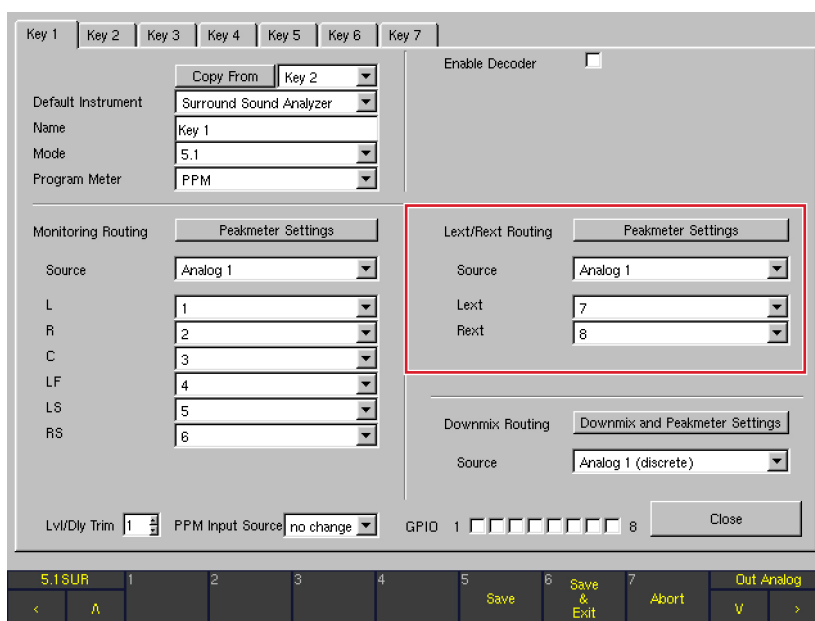 Key 1 Key 2 Key 3 Key 4 Key 5 Key 6 Key 7
Copy From Key 2
Default Instrument Surround Sound Analyzer
Name Key 1
Mode 5.1
Program Meter PPM
Enable Decoder
Monitoring Routing Peakmeter Settings
Source Analog 1
L 1
R 2
C 3
LF 4
LS 5
RS 6
Lext/Rext Routing Peakmeter Settings
Source Analog 1
Lext 7
Rext 8
Downmix Routing Downmix and Peakmeter Settings
Source Analog 1 (discrete)
Lvl/Dly Trim 1 PPM Input Source no change GPIO 1 8 Close
5.1SUR 1 2 3 4 5 Save 6 Save & Exit 7 Abort Out Analog
< Λ V >